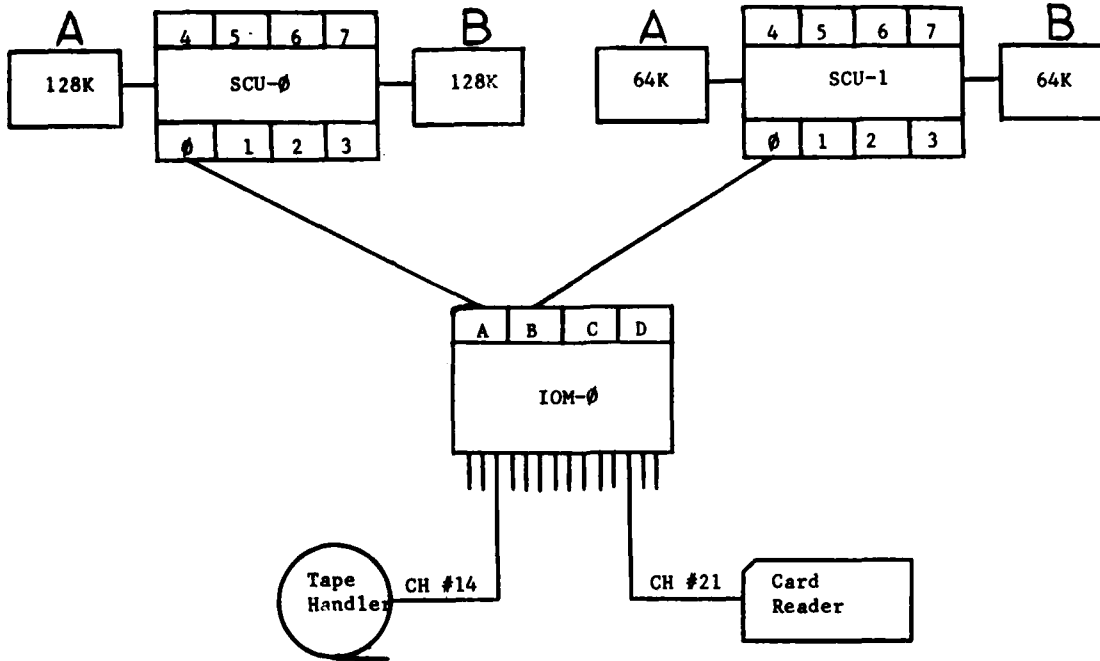 A
4 5 6 7
B
128K
SCU-Ø
128K
Ø 1 2 3
A
4 5 6 7
B
64K
SCU-1
64K
Ø 1 2 3
A B C D
IOM-Ø
Tape
Handler
CH #14
CH #21
Card
Reader